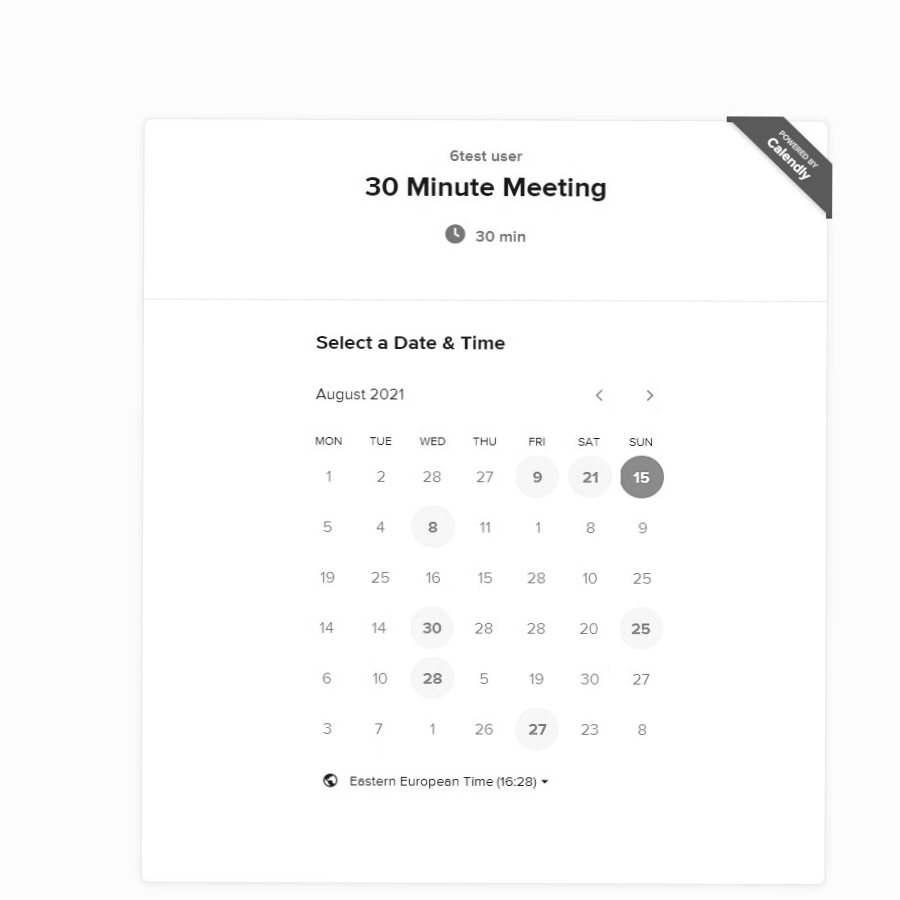 POWERED BY
Calendly
6test user
30 Minute Meeting
30 min
Select a Date & Time
August 2021
MON TUE WED THU FRI SAT SUN
1 2 28 27 9 21 15
5 4 8 11 1 8 9
19 25 16 15 28 10 25
14 14 30 28 28 20 25
6 10 28 5 19 30 27
3 7 1 26 27 23 8
Eastern European Time (16:28)